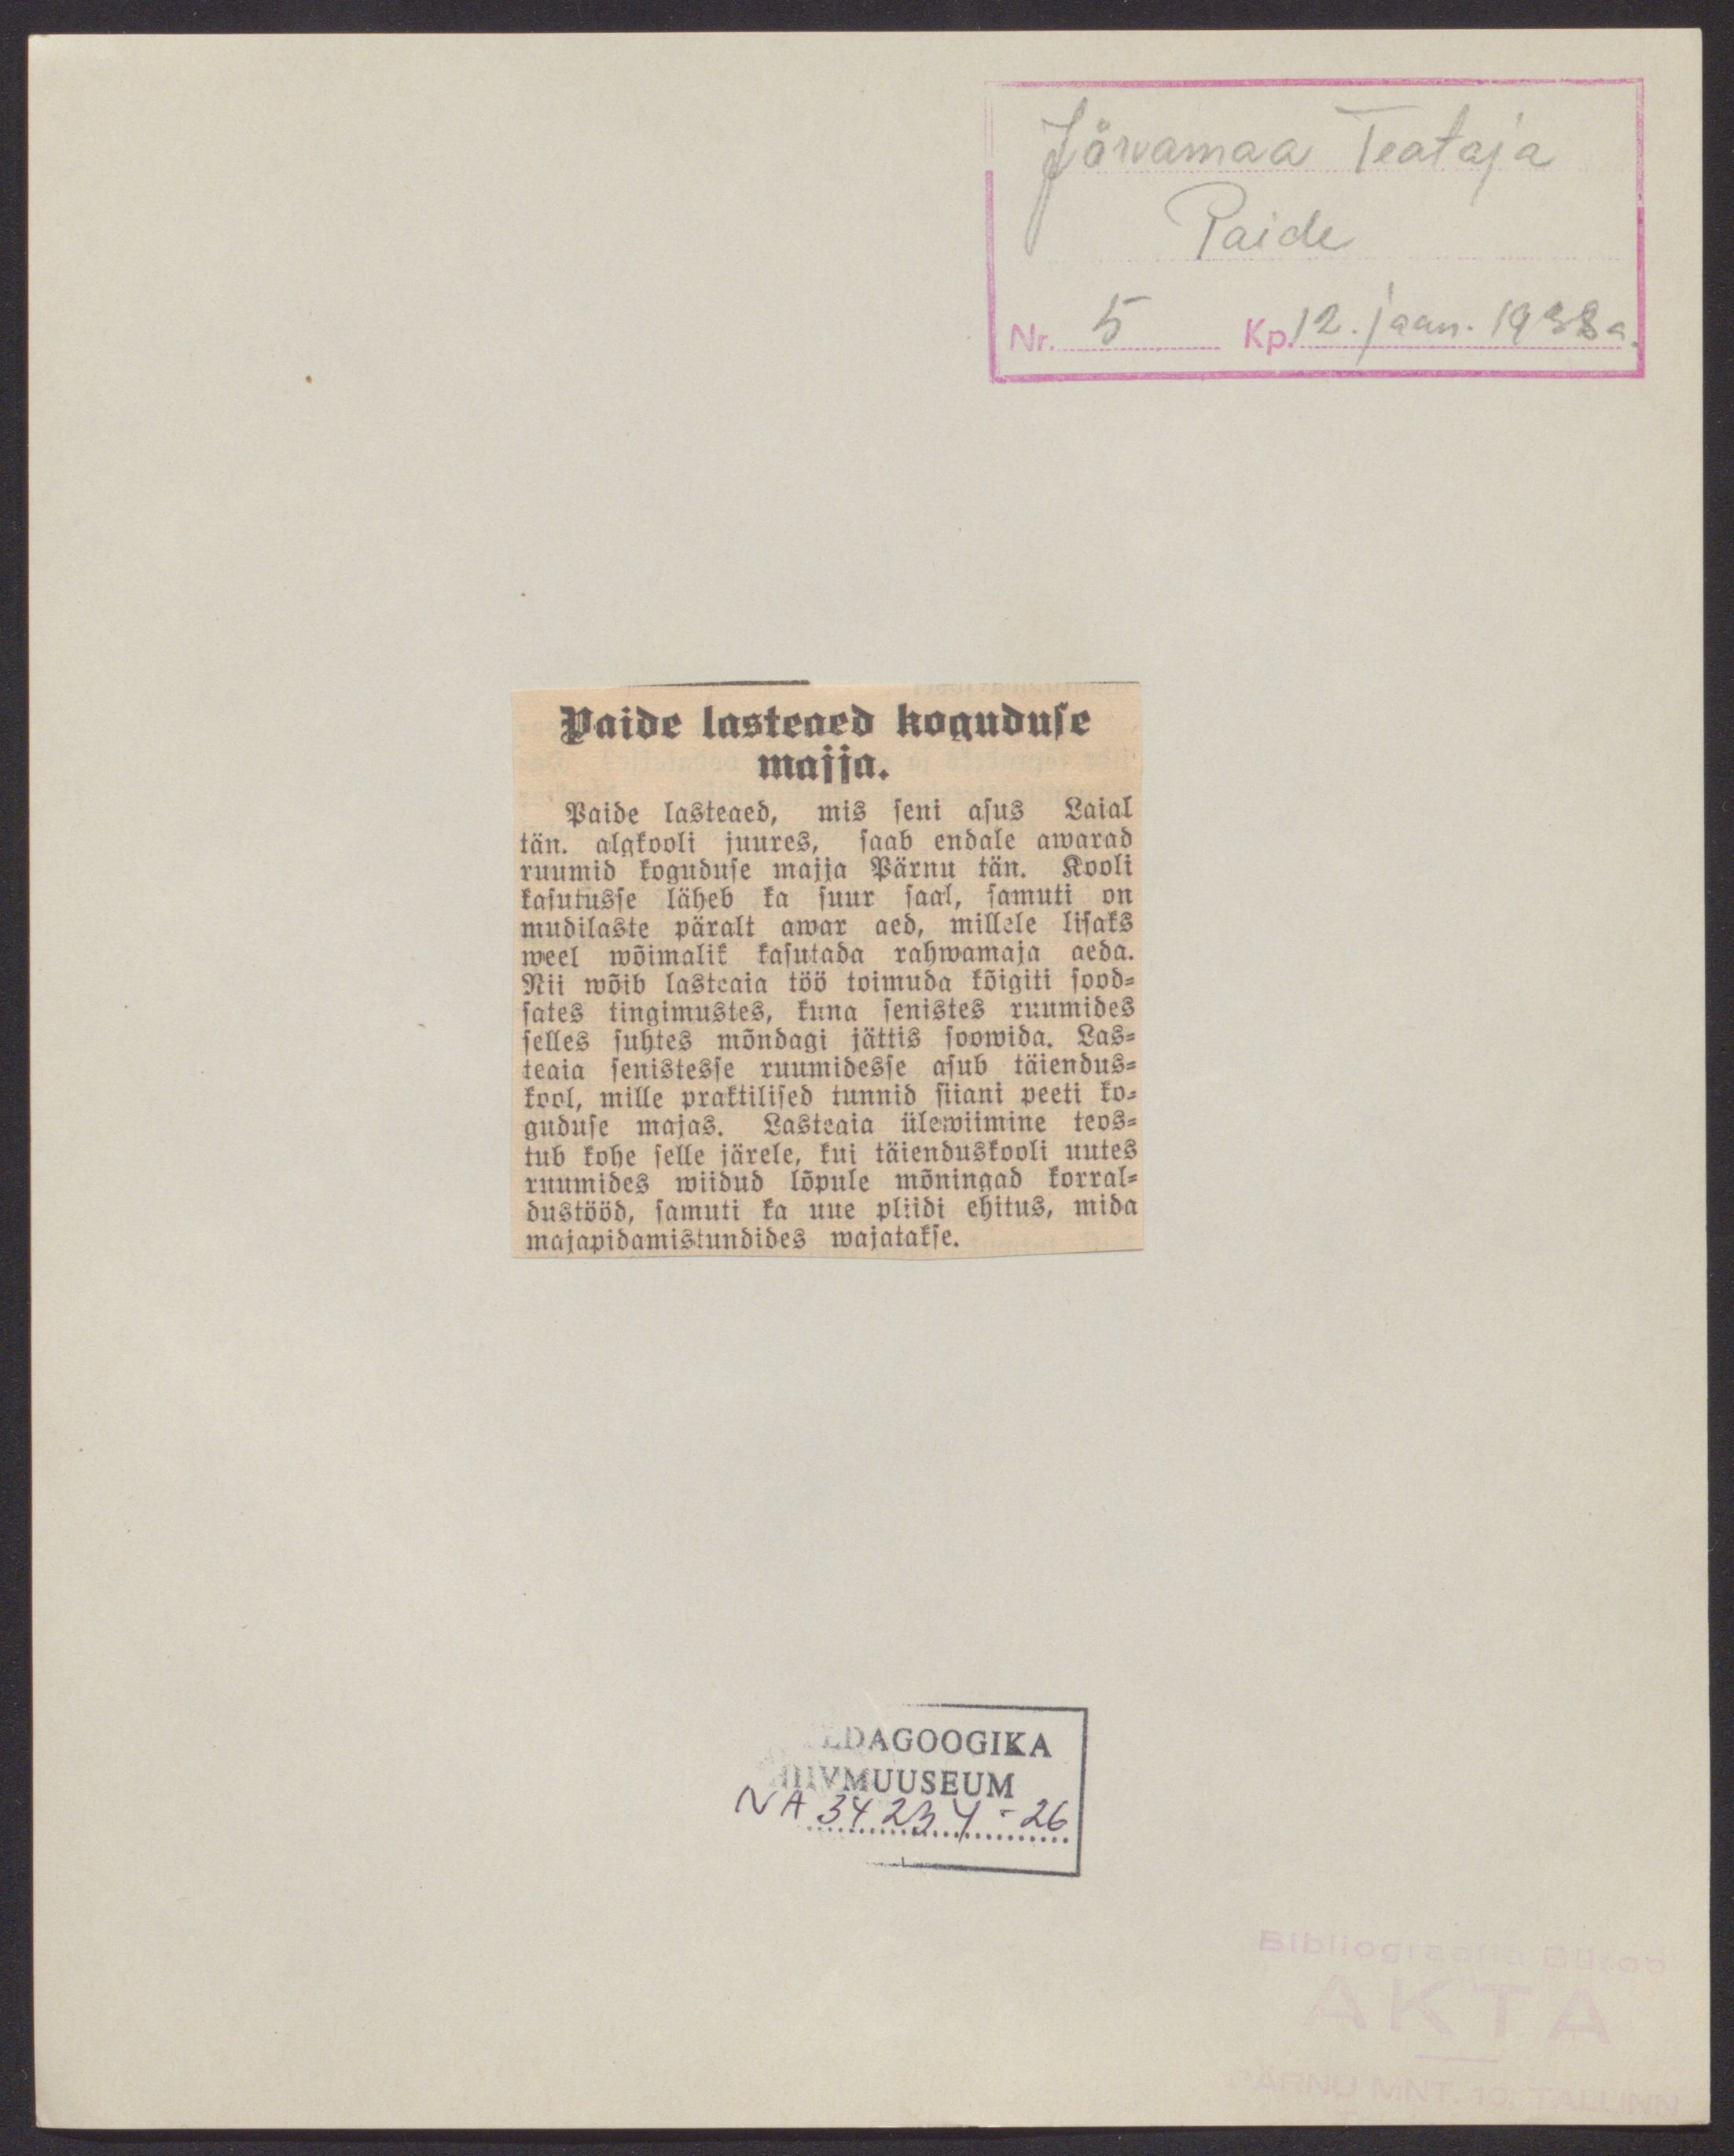 Järvamaa Teataja
Paide
Nr. 5 Kp. 12. jaan. 1938 a.
Paide lasteaed koguduse
majja.
Paide lasteaed, mis seni asus Laial
tän. algkooli juures, saab endale awarad
ruumid koguduse majja Pärnu tän. Kooli
kasutusse läheb ka suur saal, samuti on
mudilaste päralt awar aed, millele lisaks
weel wõimalik kasutada rahwamaja aeda.
Nii wõib lasteaia töö toimuda kõigiti sood-
sates tingimustes, kuna senistes ruumides
selles suhtes mõndagi jättis soowida. Las-
teaia senistesse ruumidesse asub täiendus-
kool, mille praktilised tunnid siiani peeti ko-
guduse majas. Lasteaia ülewiimine teos-
tub kohe selle järele, kui täienduskooli uutes
ruumides wiidud lõpule mõningad korral-
dustööd, samuti ka uue pliidi ehitus, mida
majapidamistundides wajatakse.
EDAGOOGIKA
HIIVMUUSEUM
NA 34234-26
Bibliograafia Büroo
AKTA
PÄRNU MNT. 10, TALLINN